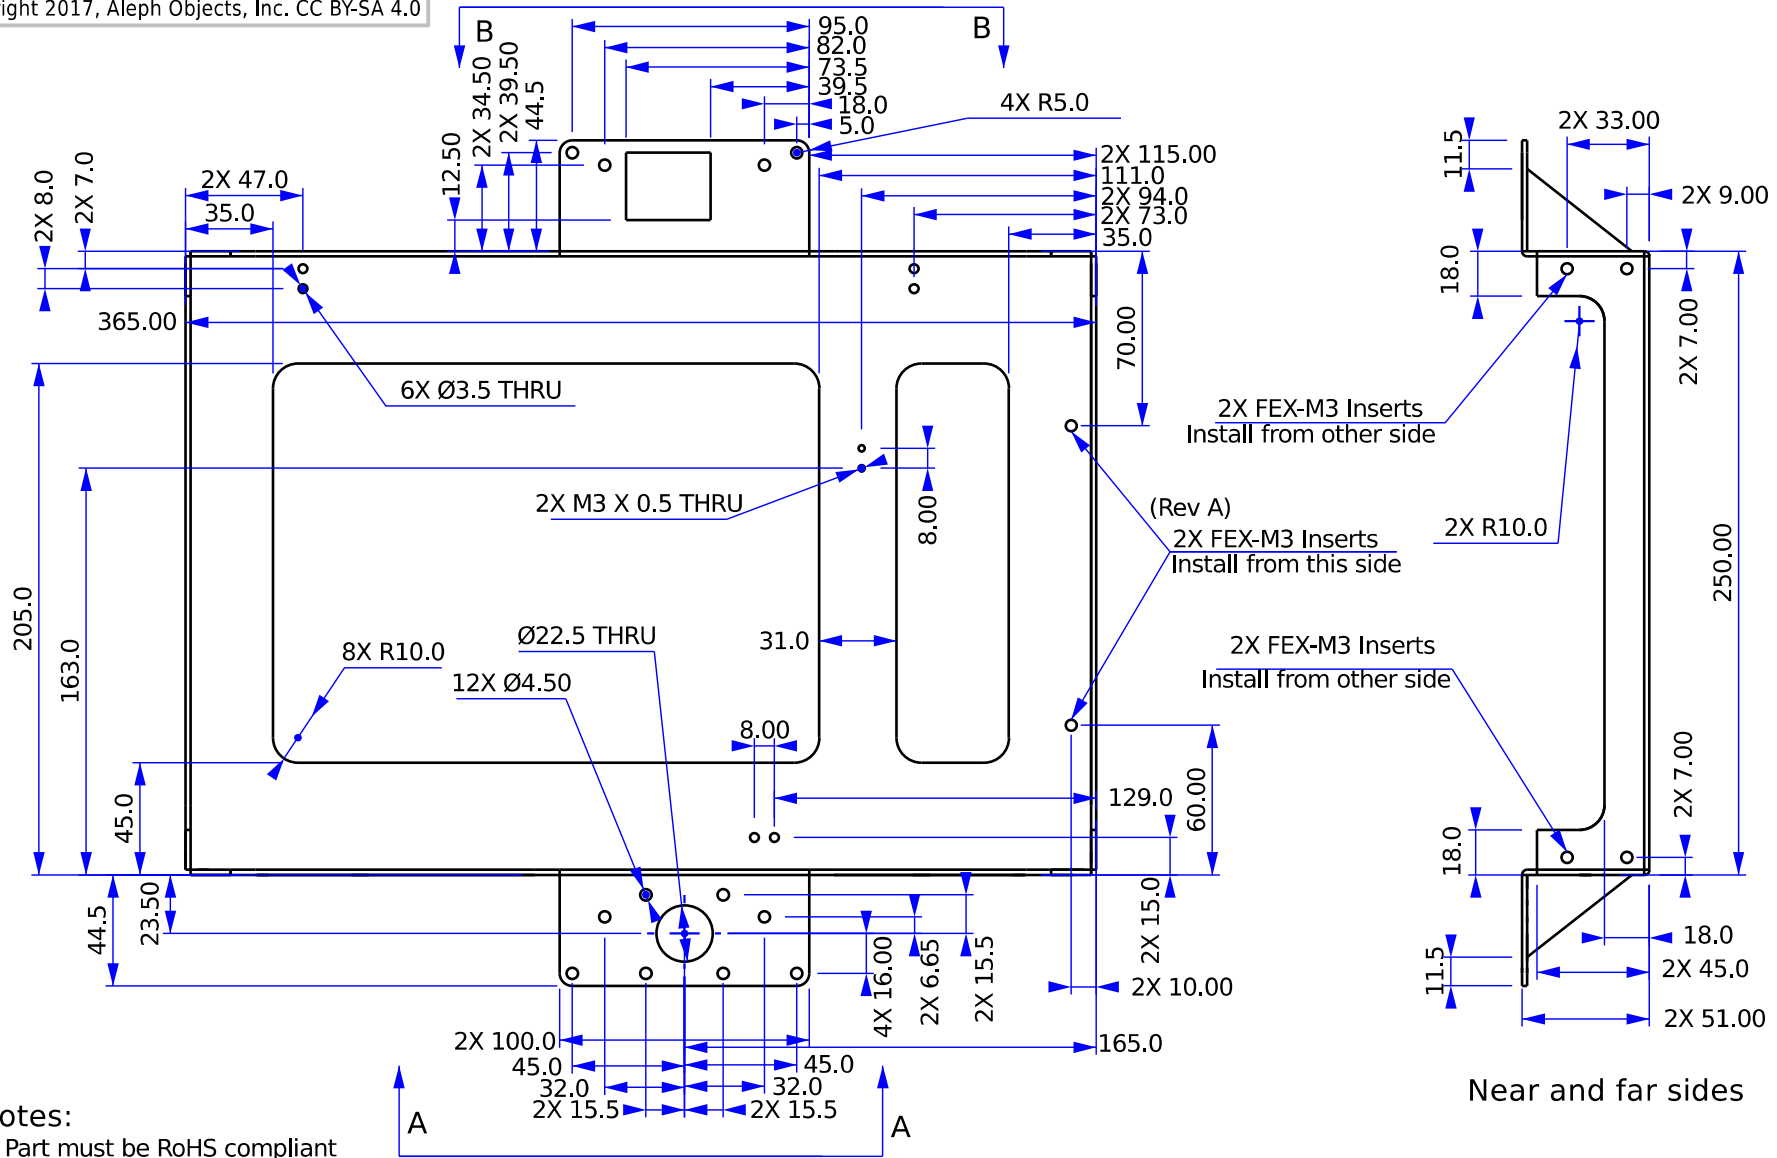 right 2017, Aleph Objects, Inc. CC BY-SA 4.0
B
B
95.0
82.0
73.5
39.5
18.0
5.0
2X 34.50
2X 39.50
44.5
12.50
4X R5.0
2X 115.00
111.0
2X 94.0
2X 73.0
35.0
2X 8.0
2X 7.0
2X 47.0
35.0
365.00
70.00
6X Ø3.5 THRU
2X M3 X 0.5 THRU
8.00
(Rev A)
2X FEX-M3 Inserts
Install from this side
205.0
163.0
8X R10.0
Ø22.5 THRU
12X Ø4.50
31.0
8.00
129.0
60.00
45.0
44.5
23.50
2X 15.0
4X 16.00
2X 6.65
2X 15.5
2X 10.00
2X 100.0
165.0
45.0
45.0
32.0
32.0
2X 15.5
2X 15.5
A
A
2X 33.00
11.5
2X 9.00
18.0
2X 7.00
2X FEX-M3 Inserts
Install from other side
2X R10.0
250.00
2X FEX-M3 Inserts
Install from other side
2X 7.00
18.0
18.0
11.5
2X 45.0
2X 51.00
Near and far sides
otes:
Part must be RoHS compliant